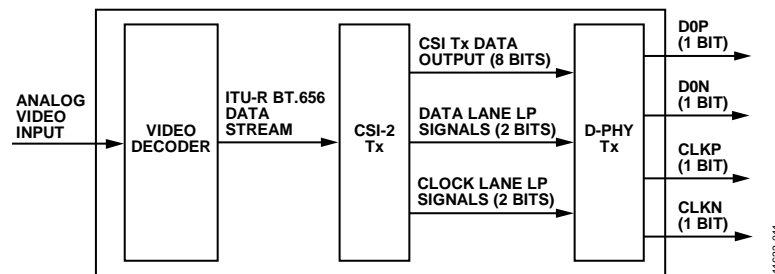 ANALOG
VIDEO
INPUT
VIDEO
DECODER
ITU-R BT.656
DATA
STREAM
CSI-2
Tx
CSI Tx DATA
OUTPUT (8 BITS)
DATA LANE LP
SIGNALS (2 BITS)
CLOCK LANE LP
SIGNALS (2 BITS)
D-PHY
Tx
D0P
(1 BIT)
D0N
(1 BIT)
CLKP
(1 BIT)
CLKN
(1 BIT)